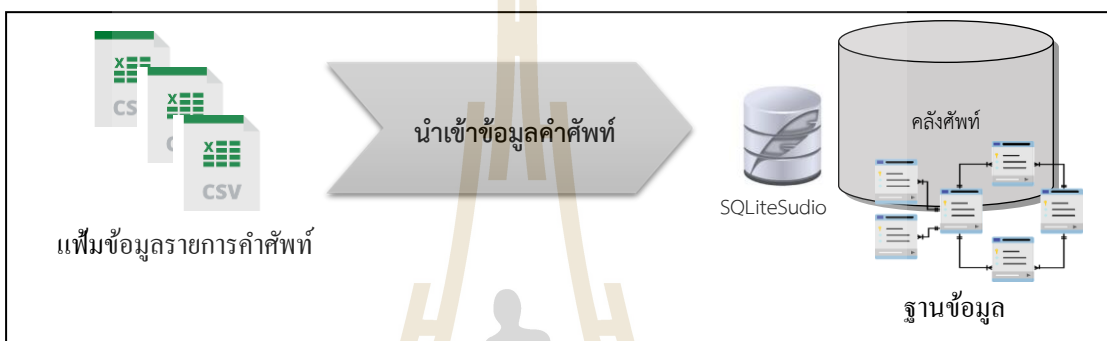 X
CS
X
C
X
CSV
แฟ้มข้อมูลรายการคำศัพท์
นำเข้าข้อมูลคำศัพท์
SQLiteSudio
คลังศัพท์
ฐานข้อมูล